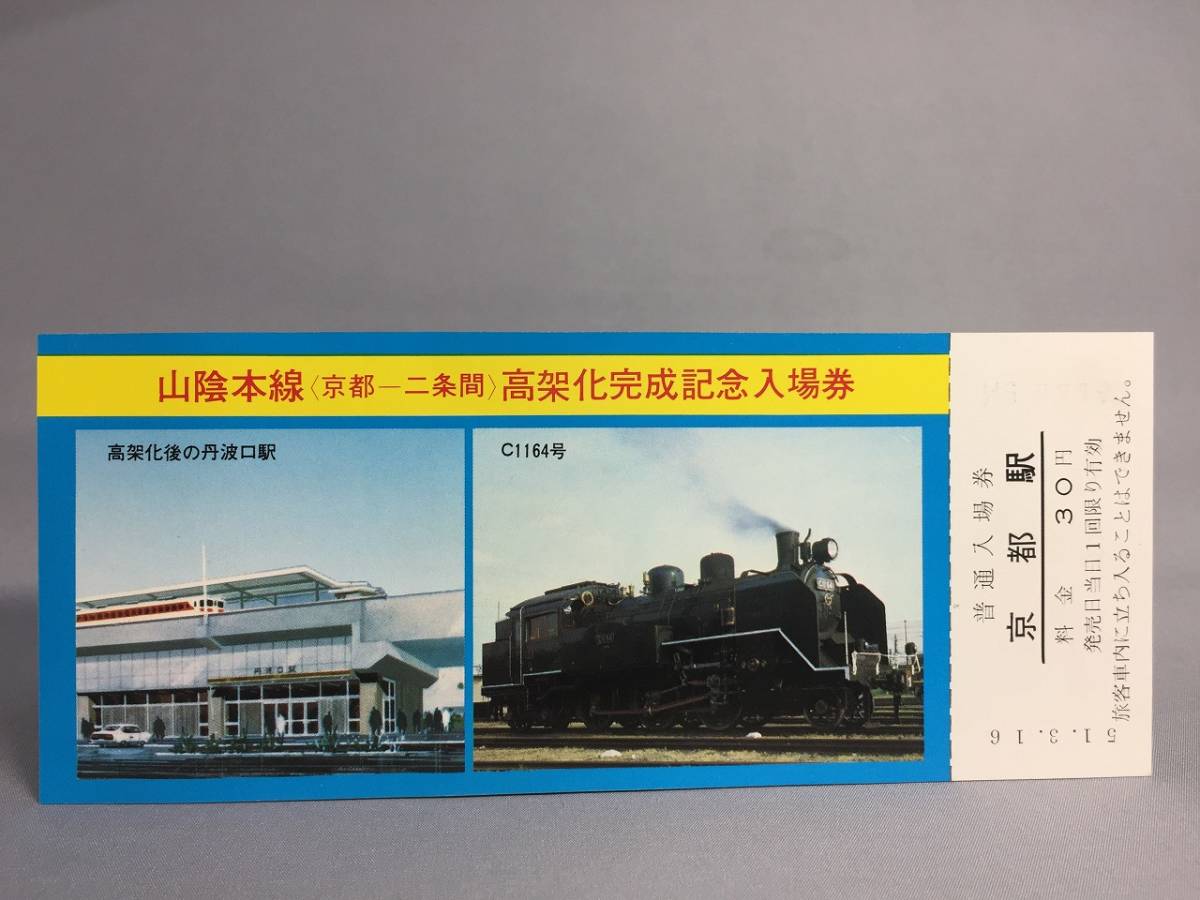 山陰本線〈京都―二条間〉高架化完成記念入場券
高架化後の丹波口駅
丹波口駅
C1164号
普通入場券
京都駅
料金 30円
発売日当日1回限り有効
旅客車内に立ち入ることはできません。
51.3.16